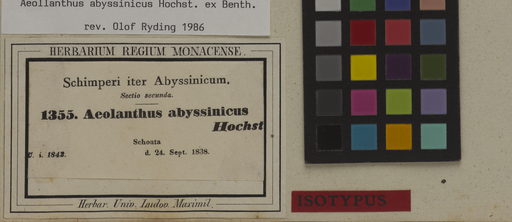 Aeollanthus abyssinicus Hochst. ex Benth.
rev. Olof Ryding 1986
HERBARIUM REGIUM MONACENSE.
Schimperi iter Abyssinicum.
Sectio secunda.
1355. Aeolanthus abyssinicus
Hochst
Schoata
U. i. 1842. d. 24. Sept. 1838.
Herbar. Univ. Ludov. Maximil.
ISOTYPUS